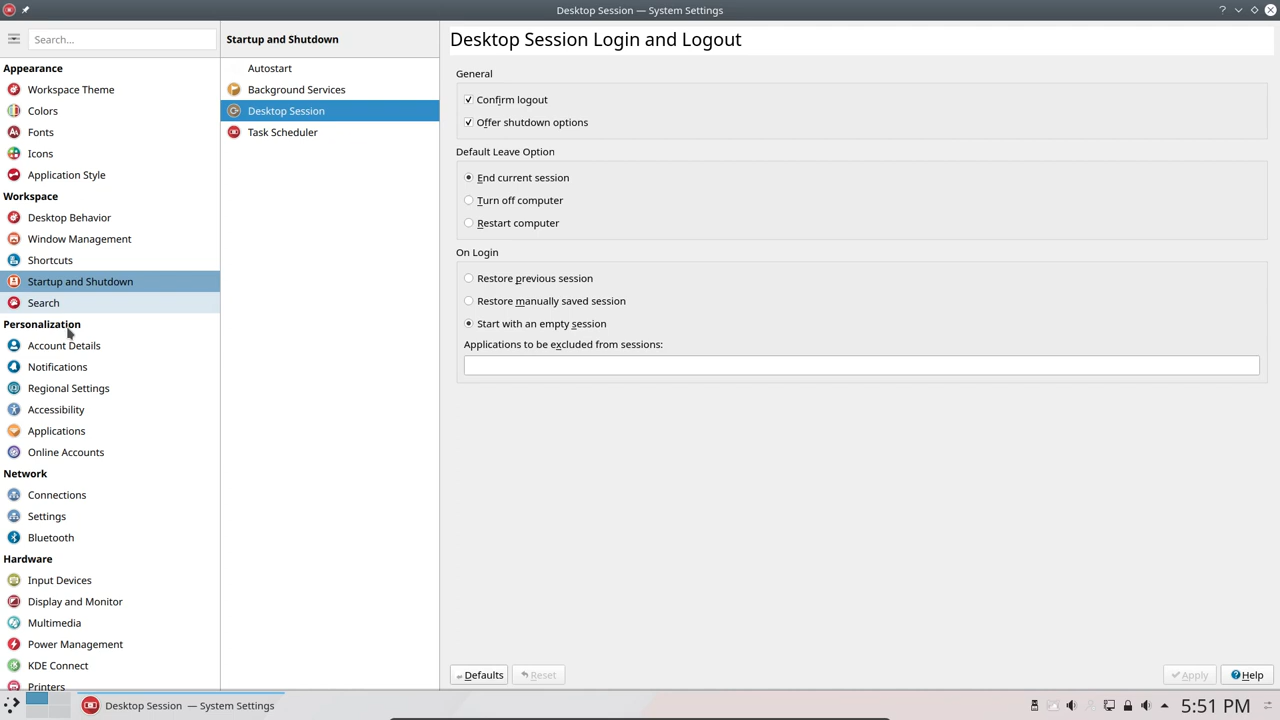 Desktop Session — System Settings
Search...
Appearance
Workspace Theme
Colors
Fonts
Icons
Application Style
Workspace
Desktop Behavior
Window Management
Shortcuts
Startup and Shutdown
Search
Personalization
Account Details
Notifications
Regional Settings
Accessibility
Applications
Online Accounts
Network
Connections
Settings
Bluetooth
Hardware
Input Devices
Display and Monitor
Multimedia
Power Management
KDE Connect
Printers
Startup and Shutdown
Autostart
Background Services
Desktop Session
Task Scheduler
Desktop Session Login and Logout
General
Confirm logout
Offer shutdown options
Default Leave Option
End current session
Turn off computer
Restart computer
On Login
Restore previous session
Restore manually saved session
Start with an empty session
Applications to be excluded from sessions:
Defaults
Reset
Apply
Help
Desktop Session — System Settings
5:51 PM